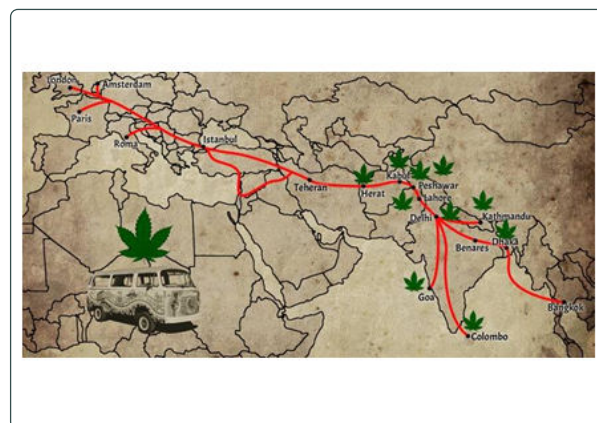 London
Amsterdam
Paris
Roma
Istanbul
Teheran
Herat
Kabul
Peshawar
Lahore
Delhi
Kathmandu
Benares
Dhaka
Goa
Colombo
Bangkok